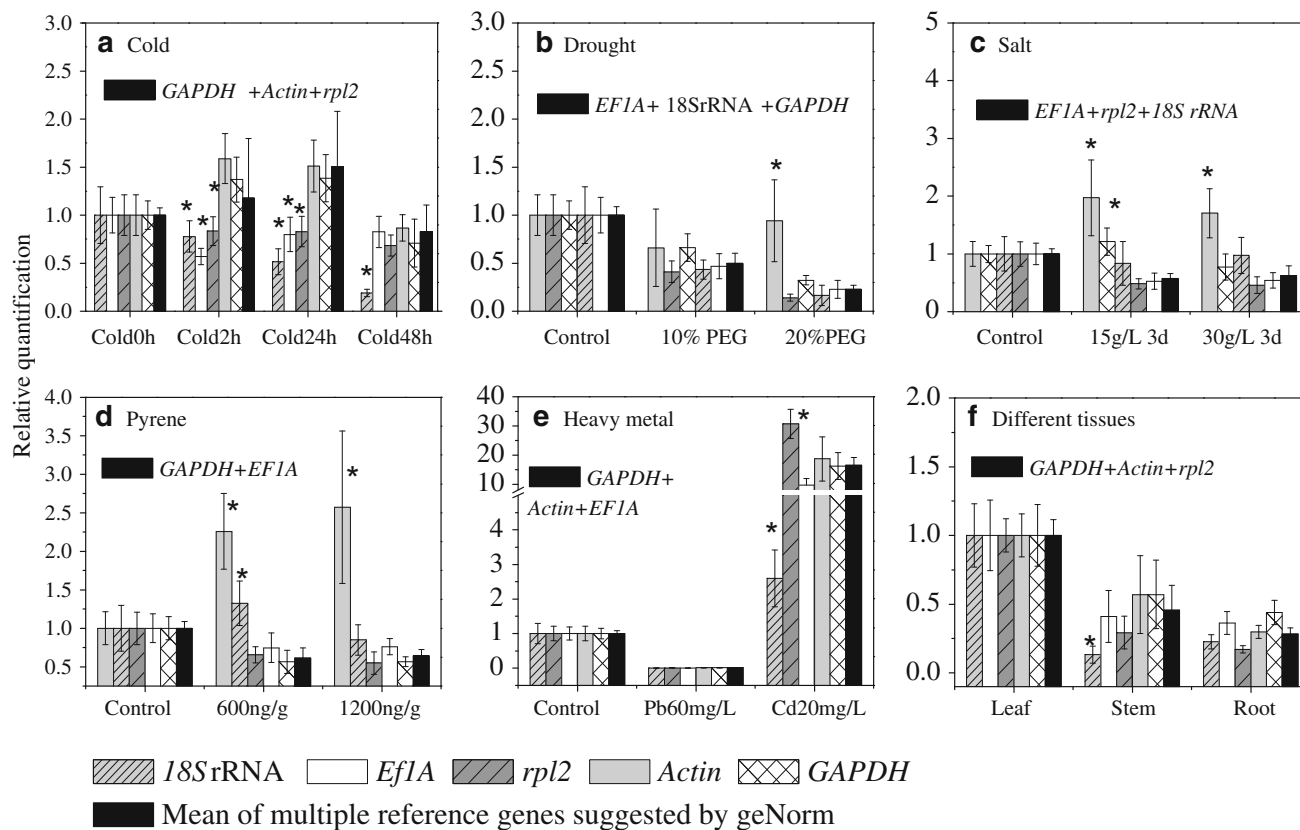 Relative quantification
a Cold
GAPDH +Actin+rpl2
3.0
2.5
2.0
1.5
1.0
0.5
0.0
* * * * * * *
Cold0h Cold2h Cold24h Cold48h
b Drought
EF1A+ 18SrRNA +GAPDH
3.0
2.5
2.0
1.5
1.0
0.5
0.0
*
Control 10% PEG 20%PEG
c Salt
EF1A+rpl2+18S rRNA
5
4
3
2
1
0
* * *
Control 15g/L 3d 30g/L 3d
d Pyrene
GAPDH+EF1A
4.0
3.5
3.0
2.5
2.0
1.5
1.0
0.5
* * *
Control 600ng/g 1200ng/g
e Heavy metal
GAPDH+
Actin+EF1A
40
30
20
10
4
3
2
1
0
* *
Control Pb60mg/L Cd20mg/L
f Different tissues
GAPDH+Actin+rpl2
2.0
1.5
1.0
0.5
0.0
*
Leaf Stem Root
18SrRNA Ef1A rpl2 Actin GAPDH
Mean of multiple reference genes suggested by geNorm